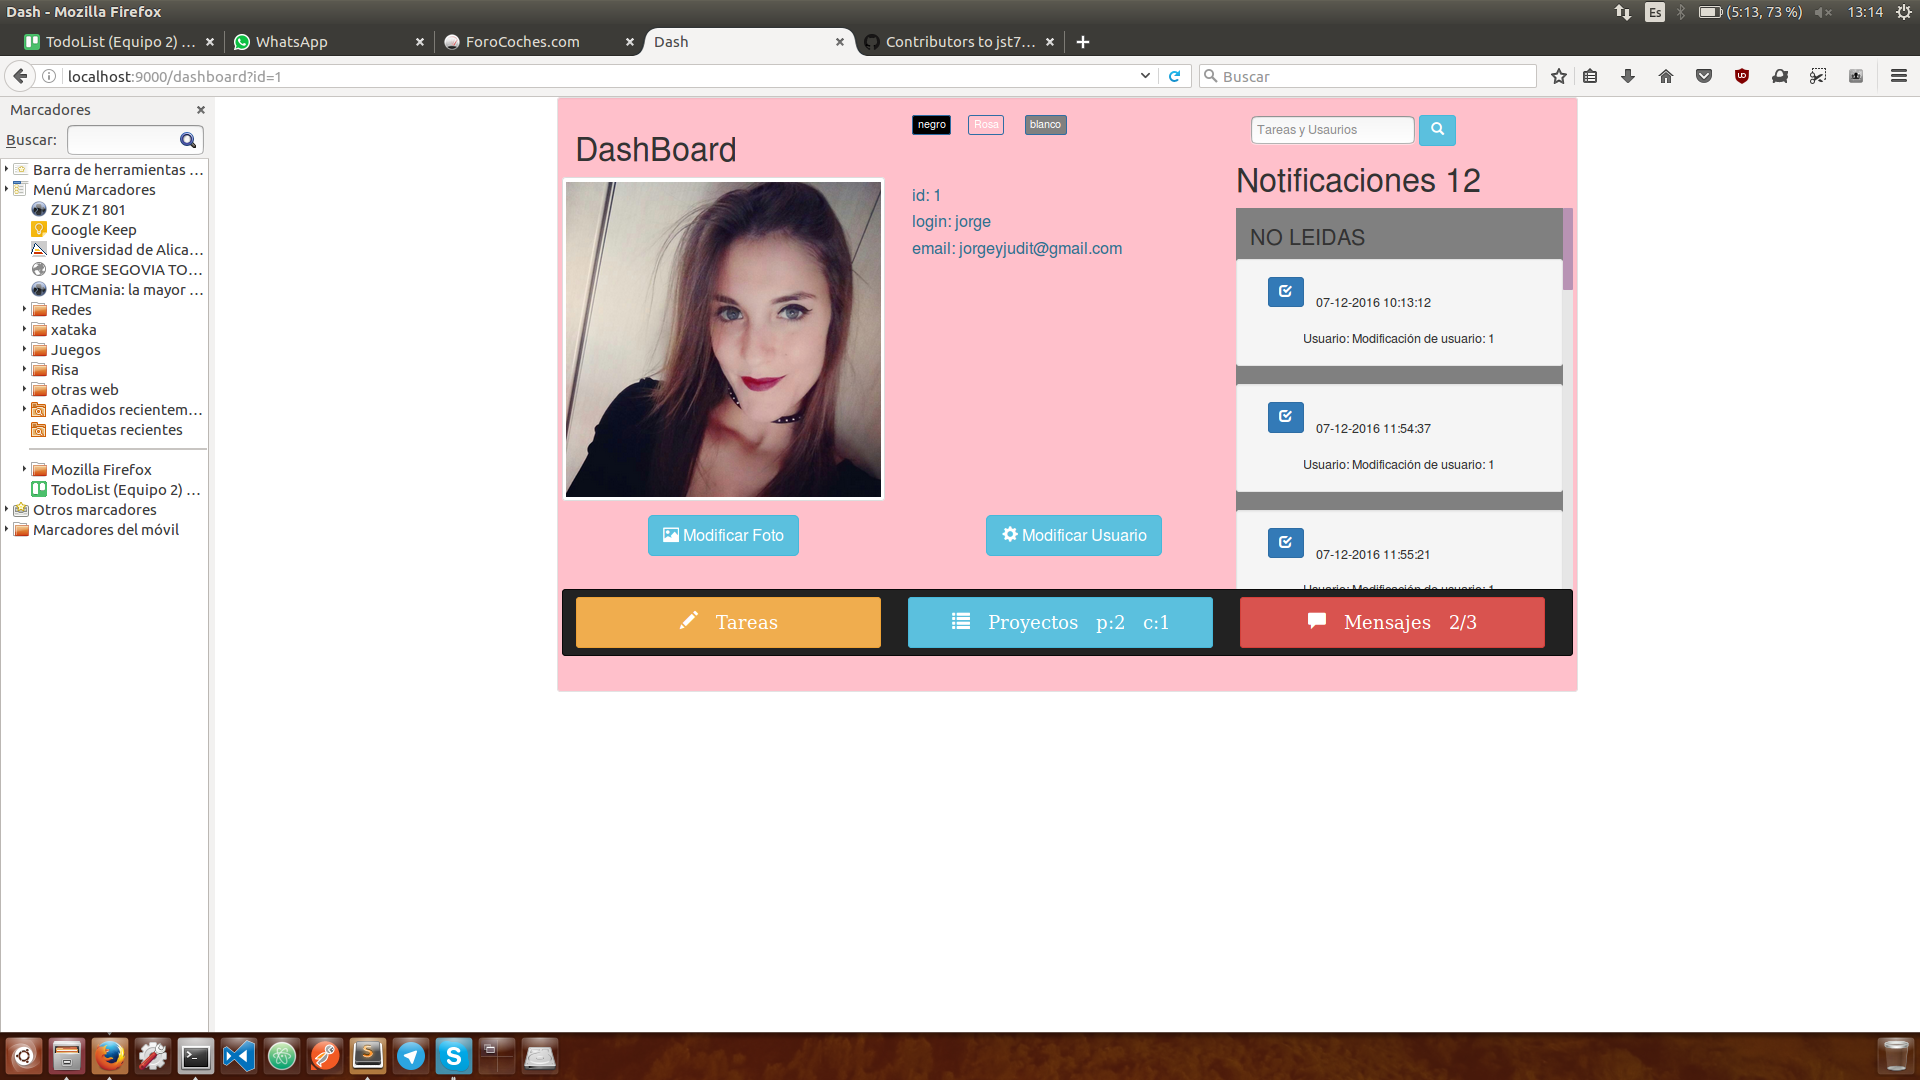 Dash - Mozilla Firefox
Es
(5:13, 73 %)
13:14
TodoList (Equipo 2) ...
WhatsApp
ForoCoches.com
Dash
Contributors to jst7...
localhost:9000/dashboard?id=1
Buscar
Marcadores
Buscar:
Barra de herramientas ...
Menú Marcadores
ZUK Z1 801
Google Keep
Universidad de Alica...
JORGE SEGOVIA TO...
HTCMania: la mayor ...
Redes
xataka
Juegos
Risa
otras web
Añadidos recientem...
Etiquetas recientes
Mozilla Firefox
TodoList (Equipo 2) ...
Otros marcadores
Marcadores del móvil
DashBoard
negro
Rosa
blanco
id: 1
login: jorge
email: jorgeyjudit@gmail.com
Modificar Foto
Modificar Usuario
Tareas y Usaurios
Notificaciones 12
NO LEIDAS
07-12-2016 10:13:12
Usuario: Modificación de usuario: 1
07-12-2016 11:54:37
Usuario: Modificación de usuario: 1
07-12-2016 11:55:21
Usuario: Modificación de usuario: 1
Tareas
Proyectos p:2 c:1
Mensajes 2/3